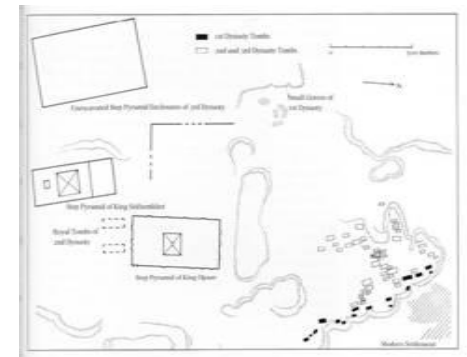 1st Dynasty Tombs
2nd and 3rd Dynasty Tombs
N
Small Graves of
1st Dynasty
Unexcavated Step Pyramid Enclosures of 3rd Dynasty
Step Pyramid of King Sekhemkhet
Royal Tombs of
2nd Dynasty
Step Pyramid of King Djoser
Modern Settlement